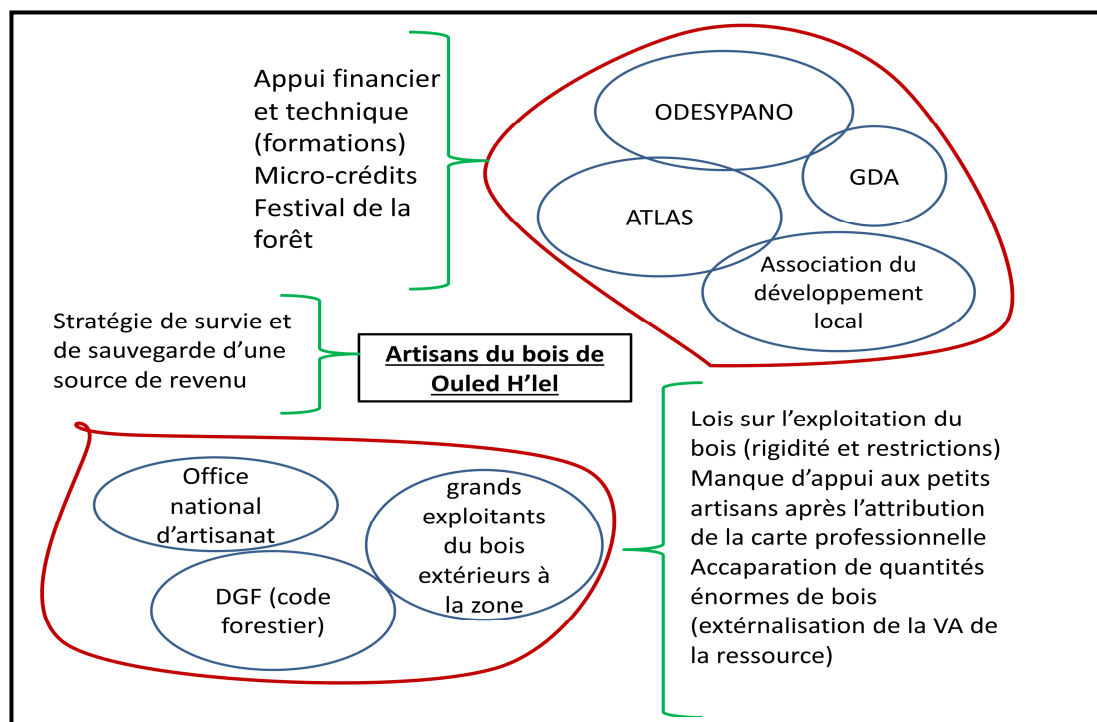 Appui financier
et technique
(formations)
Micro-crédits
Festival de la
forêt
ODESYPANO
GDA
ATLAS
Association du
développement
local
Stratégie de survie et
de sauvegarde d’une
source de revenu
Artisans du bois de
Ouled H’lel
Lois sur l’exploitation du
bois (rigidité et restrictions)
Manque d’appui aux petits
artisans après l’attribution
de la carte professionnelle
Accaparation de quantités
énormes de bois
(extérnalisation de la VA de
la ressource)
Office
national
d’artisanat
grands
exploitants
du bois
extérieurs à
la zone
DGF (code
forestier)